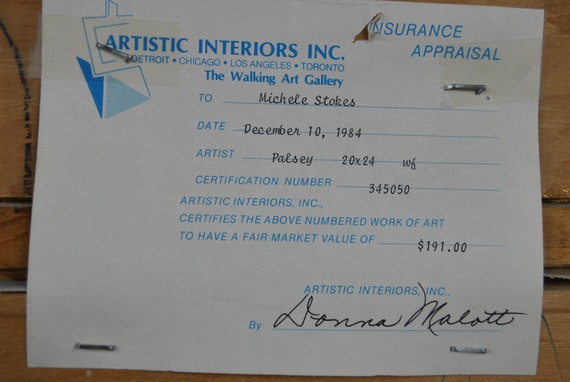 INSURANCE
APPRAISAL
ARTISTIC INTERIORS INC.
DETROIT • CHICAGO • LOS ANGELES • TORONTO
The Walking Art Gallery
TO Michele Stokes
DATE December 10, 1984
ARTIST Palsey 20x24 wf
CERTIFICATION NUMBER 345050
ARTISTIC INTERIORS, INC.,
CERTIFIES THE ABOVE NUMBERED WORK OF ART
TO HAVE A FAIR MARKET VALUE OF $191.00
ARTISTIC INTERIORS, INC.,
By Donna Malott